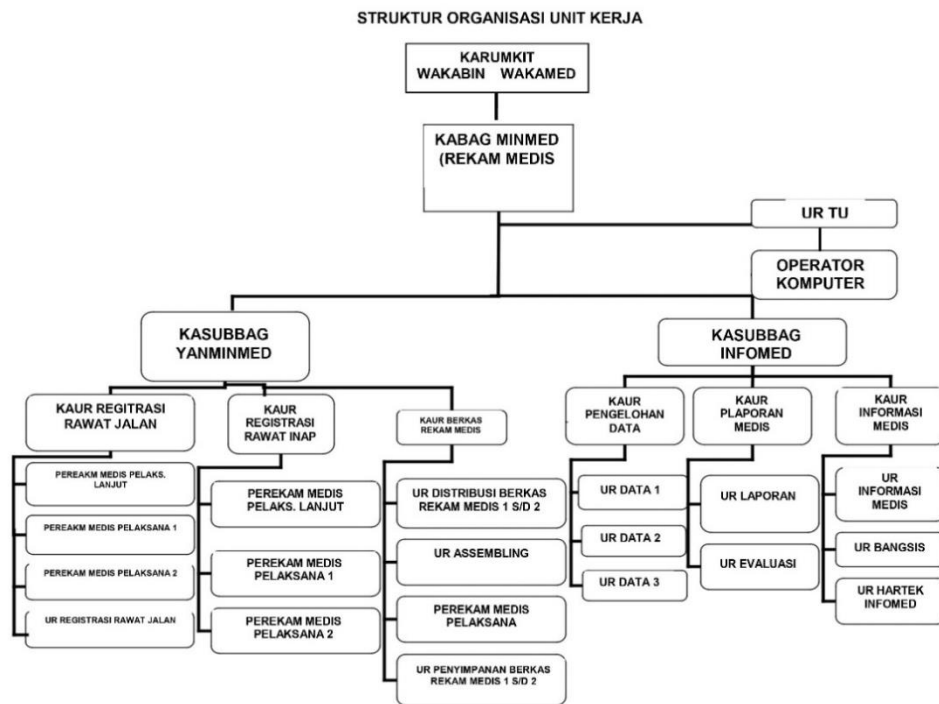 STRUKTUR ORGANISASI UNIT KERJA
KARUMKIT
WAKABIN WAKAMED
KABAG MINMED
(REKAM MEDIS
UR TU
OPERATOR
KOMPUTER
KASUBBAG
YANMINMED
KASUBBAG
INFOMED
KAUR REGITRASI
RAWAT JALAN
KAUR
REGISTRASI
RAWAT INAP
KAUR BERKAS
REKAM MEDIS
KAUR
PENGELOHAN
DATA
KAUR
PLAPORAN
MEDIS
KAUR
INFORMASI
MEDIS
PEREAKM MEDIS PELAKS.
LANJUT
PEREAKM MEDIS PELAKSANA 1
PEREKAM MEDIS PELAKSANA 2
UR REGISTRASI RAWAT JALAN
PEREKAM MEDIS
PELAKS. LANJUT
PEREKAM MEDIS
PELAKSANA 1
PEREKAM MEDIS
PELAKSANA 2
UR DISTRIBUSI BERKAS
REKAM MEDIS 1 S/D 2
UR ASSEMBLING
PEREKAM MEDIS
PELAKSANA
UR PENYIMPANAN BERKAS
REKAM MEDIS 1 S/D 2
UR DATA 1
UR DATA 2
UR DATA 3
UR LAPORAN
UR EVALUASI
UR
INFORMASI
MEDIS
UR BANGSIS
UR HARTEK
INFOMED